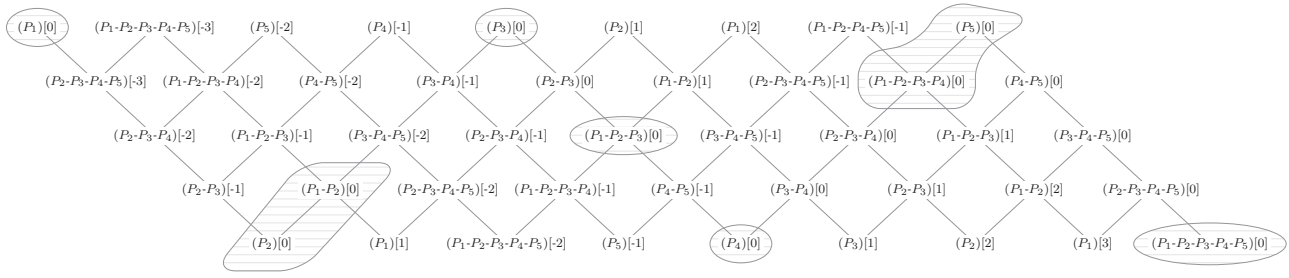 (P₁)[0] (P₁-P₂-P₃-P₄-P₅)[-3] (P₅)[-2] (P₄)[-1] (P₃)[0] (P₂)[1] (P₁)[2] (P₁-P₂-P₄-P₅)[-1] (P₅)[0]
(P₂-P₃-P₄-P₅)[-3] (P₁-P₂-P₃-P₄)[-2] (P₄-P₅)[-2] (P₃-P₄)[-1] (P₂-P₃)[0] (P₁-P₂)[1] (P₂-P₃-P₄-P₅)[-1] (P₁-P₂-P₃-P₄)[0] (P₄-P₅)[0]
(P₂-P₃-P₄)[-2] (P₁-P₂-P₃)[-1] (P₃-P₄-P₅)[-2] (P₂-P₃-P₄)[-1] (P₁-P₂-P₃)[0] (P₃-P₄-P₅)[-1] (P₂-P₃-P₄)[0] (P₁-P₂-P₃)[1] (P₃-P₄-P₅)[0]
(P₂-P₃)[-1] (P₁-P₂)[0] (P₂-P₃-P₄-P₅)[-2] (P₁-P₂-P₃-P₄)[-1] (P₄-P₅)[-1] (P₃-P₄)[0] (P₂-P₃)[1] (P₁-P₂)[2] (P₂-P₃-P₄-P₅)[0]
(P₂)[0] (P₁)[1] (P₁-P₂-P₃-P₄-P₅)[-2] (P₅)[-1] (P₄)[0] (P₃)[1] (P₂)[2] (P₁)[3] (P₁-P₂-P₃-P₄-P₅)[0]